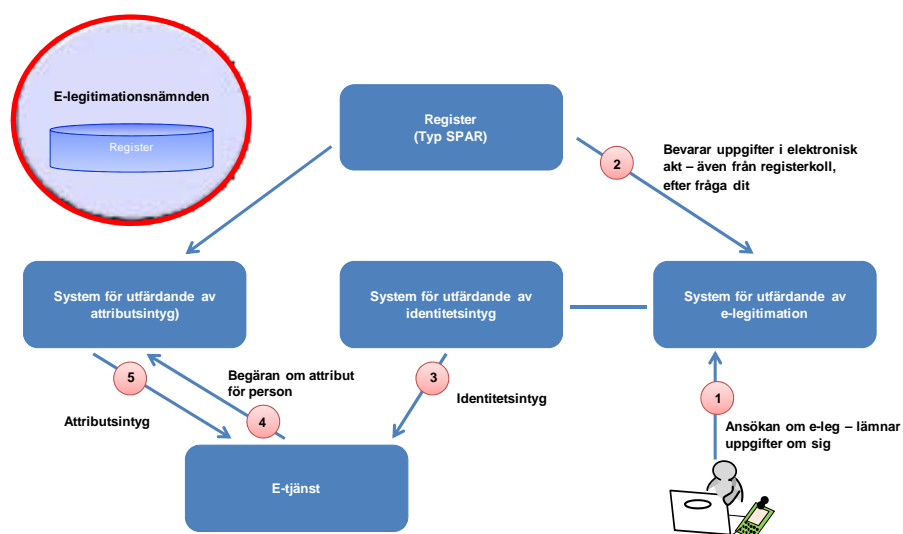 E-legitimationsnämnden
Register
Register
(Typ SPAR)
2
Bevarar uppgifter i elektronisk
akt – även från registerkoll,
efter fråga dit
System för utfärdande av
attributsintyg)
System för utfärdande av
identitetsintyg
System för utfärdande av
e-legitimation
5
Attributsintyg
Begäran om attribut
för person
4
3
Identitetsintyg
1
Ansökan om e-leg – lämnar
uppgifter om sig
E-tjänst